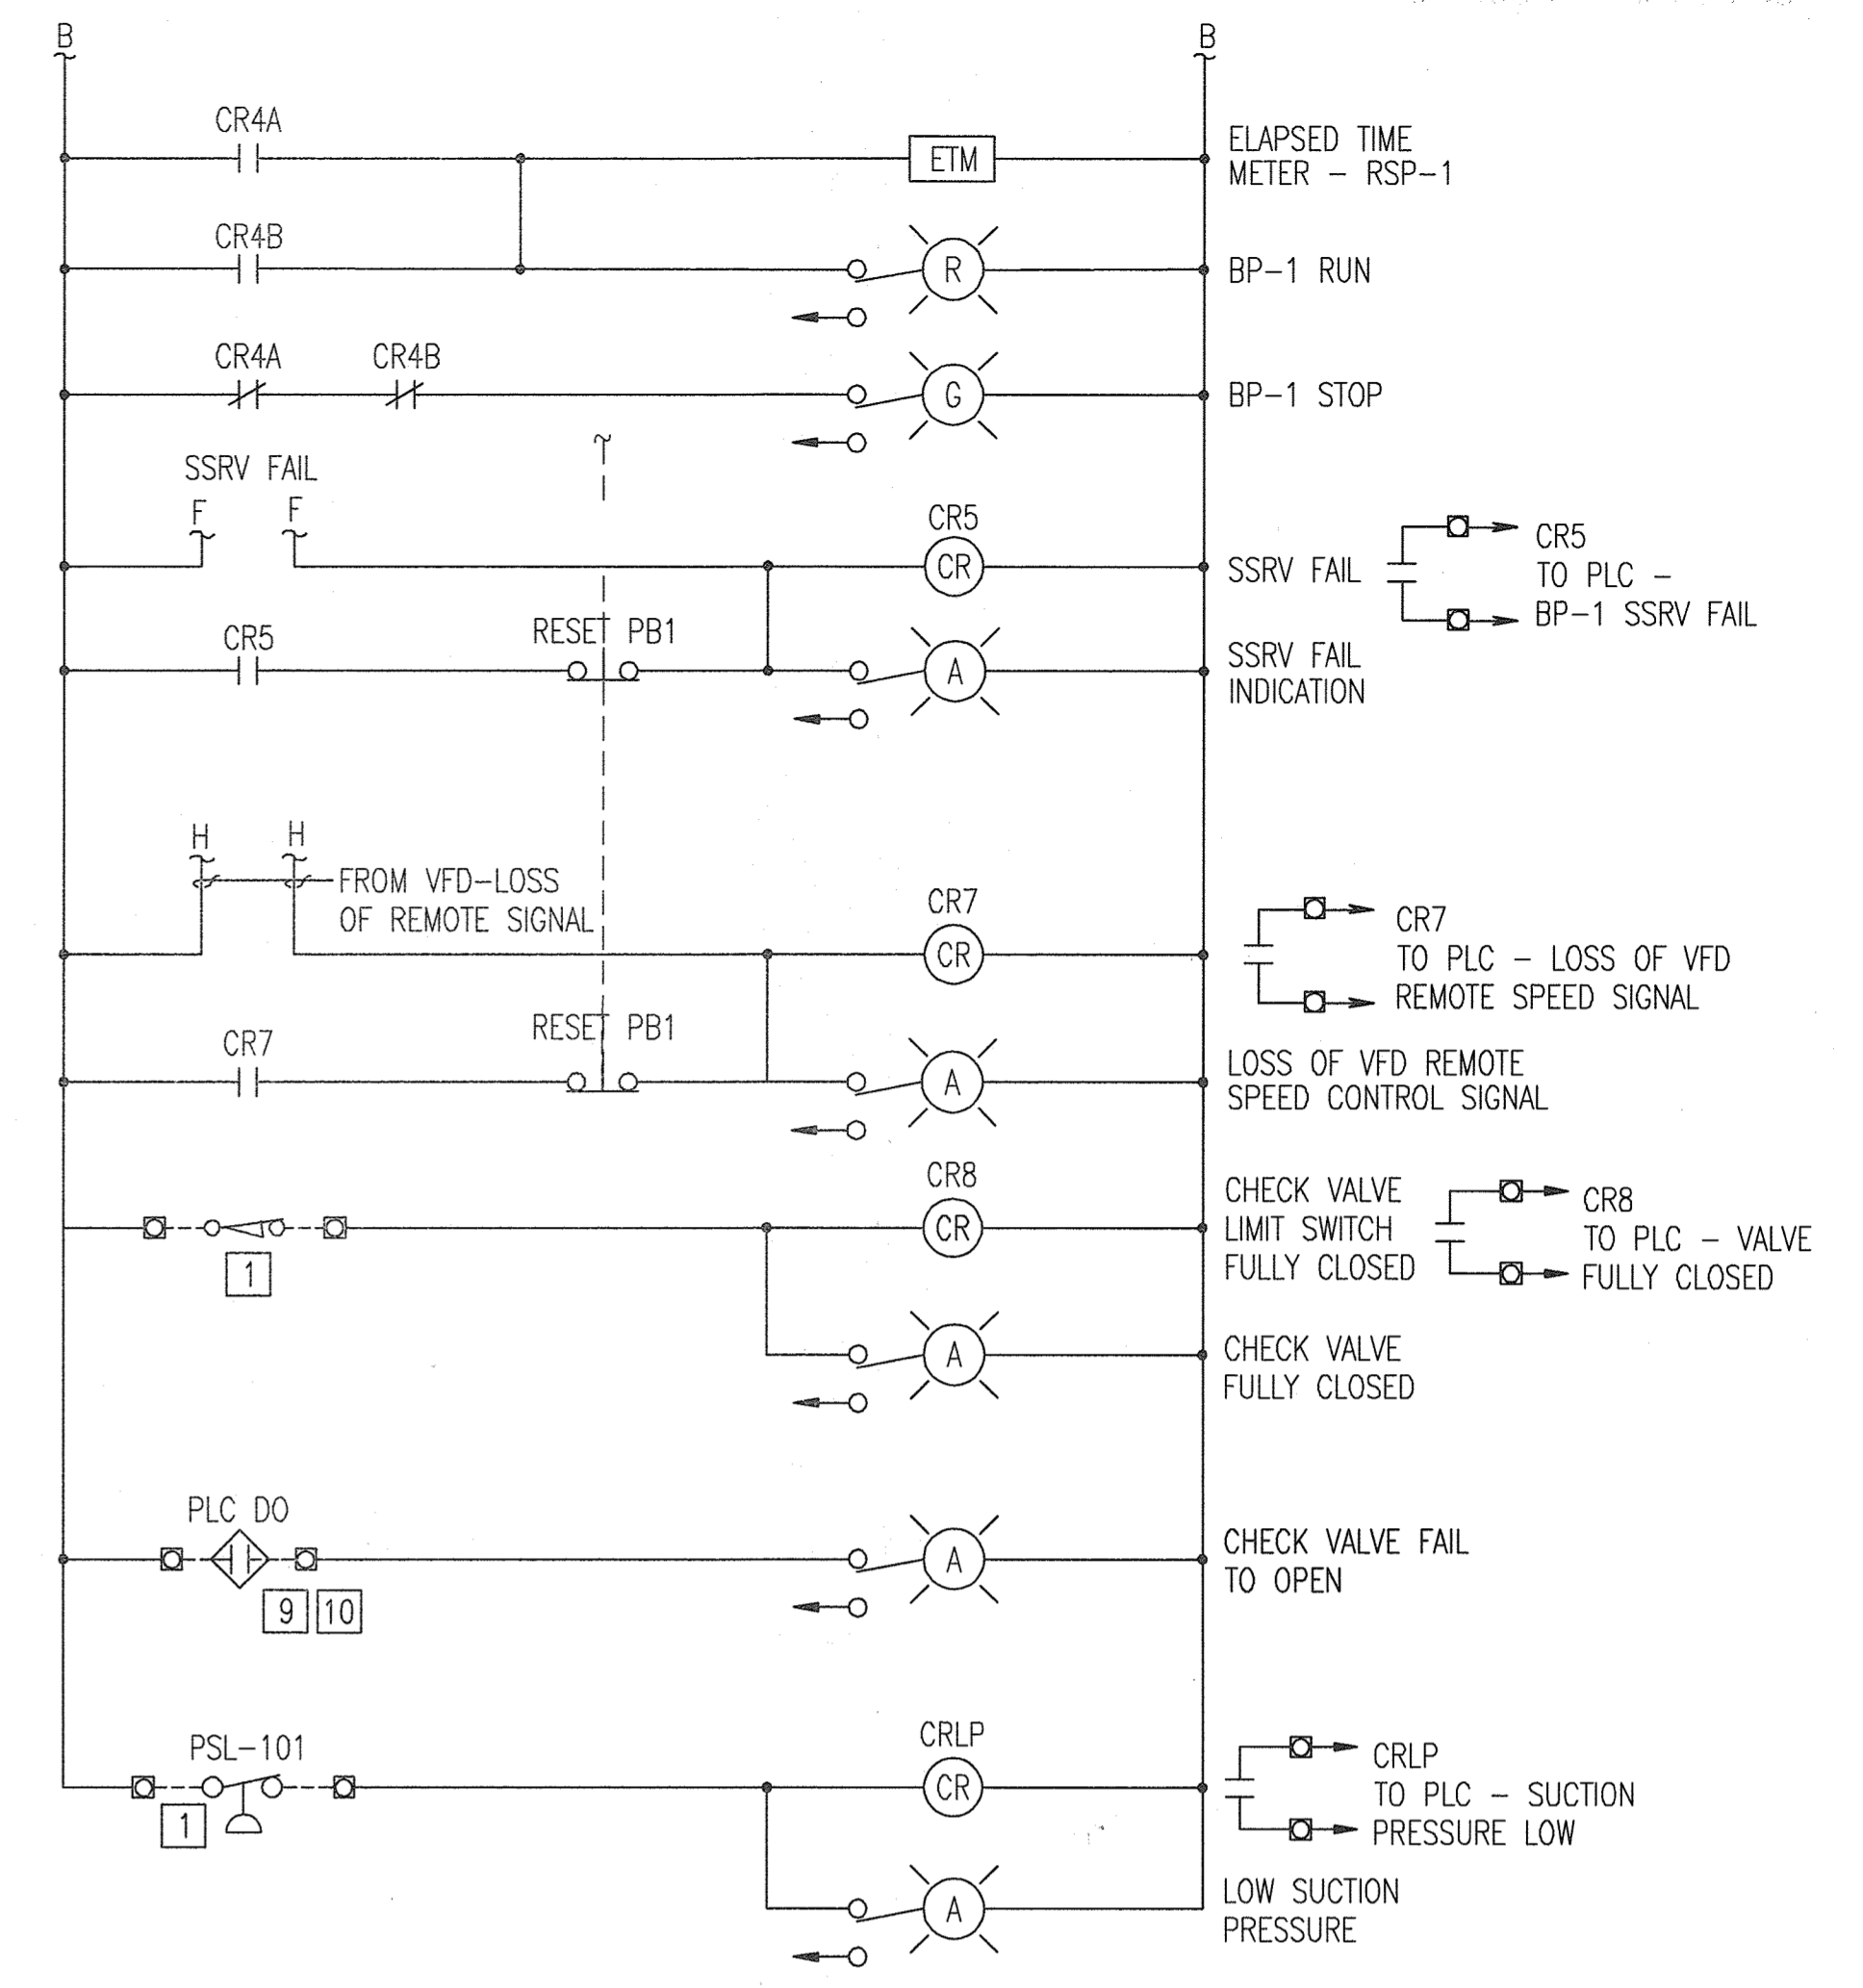 B
B
CR4A
ETM
ELAPSED TIME
METER - RSP-1
CR4B
R
BP-1 RUN
CR4A
CR4B
G
BP-1 STOP
SSRV FAIL
F
F
CR5
CR
SSRV FAIL
CR5
TO PLC -
BP-1 SSRV FAIL
CR5
RESET PB1
A
SSRV FAIL
INDICATION
H
H
FROM VFD-LOSS
OF REMOTE SIGNAL
CR7
CR
CR7
TO PLC - LOSS OF VFD
REMOTE SPEED SIGNAL
CR7
RESET PB1
A
LOSS OF VFD REMOTE
SPEED CONTROL SIGNAL
1
CR8
CR
CHECK VALVE
LIMIT SWITCH
FULLY CLOSED
CR8
TO PLC - VALVE
FULLY CLOSED
A
CHECK VALVE
FULLY CLOSED
PLC DO
9
10
A
CHECK VALVE FAIL
TO OPEN
PSL-101
1
CRLP
CR
CRLP
TO PLC - SUCTION
PRESSURE LOW
A
LOW SUCTION
PRESSURE